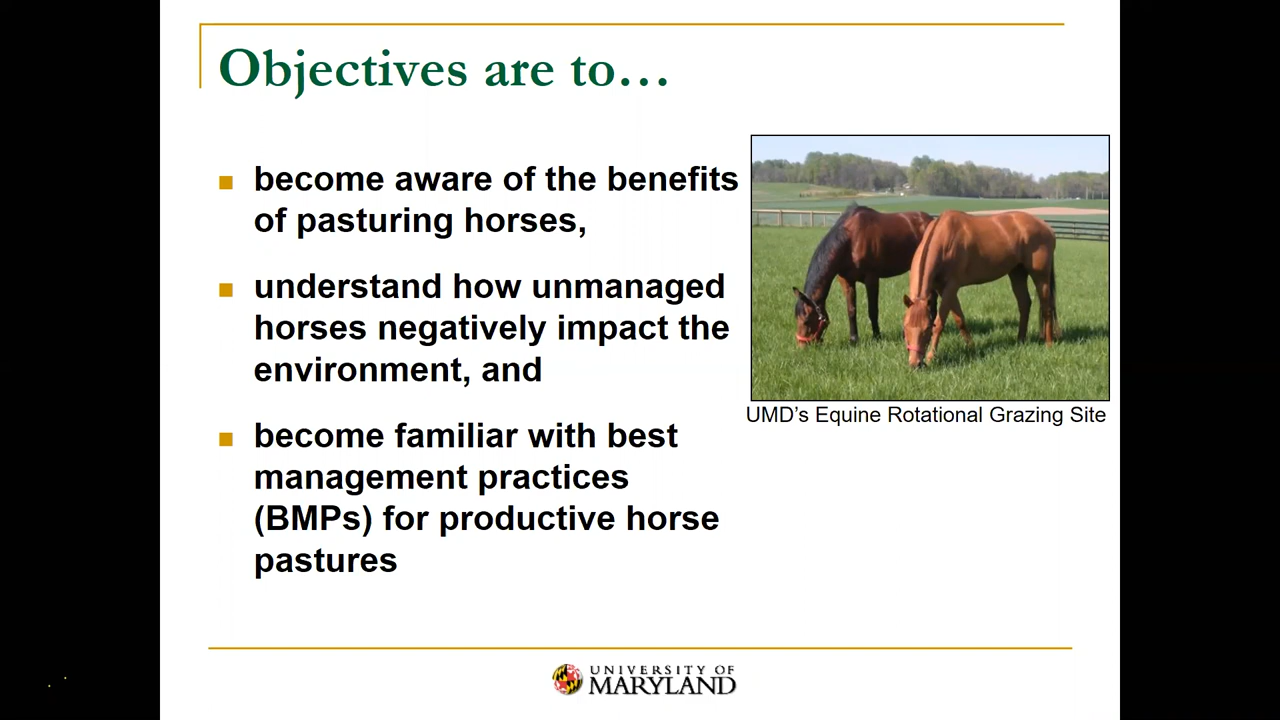 Objectives are to…
become aware of the benefits
of pasturing horses,
understand how unmanaged
horses negatively impact the
environment, and
become familiar with best
management practices
(BMPs) for productive horse
pastures
UMD’s Equine Rotational Grazing Site
UNIVERSITY OF
MARYLAND